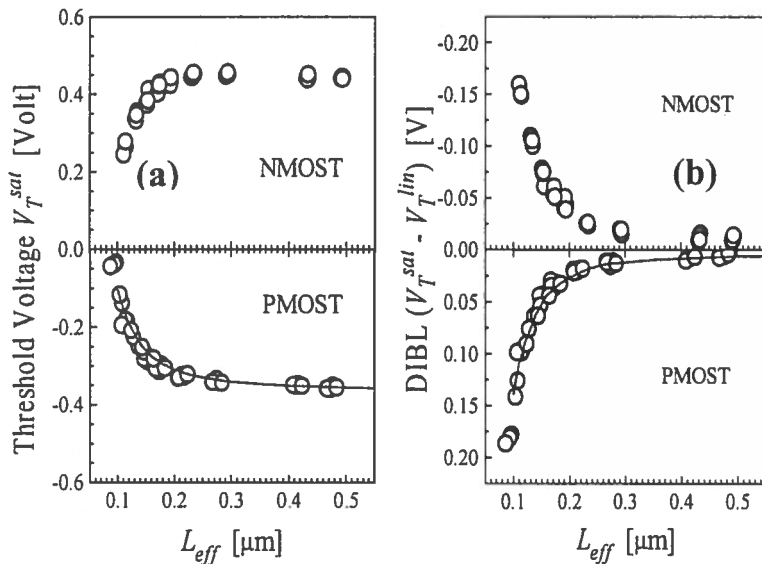 Threshold Voltage V_T^sat [Volt]
0.6
0.4
0.2
0.0
-0.2
-0.4
-0.6
(a)
NMOST
PMOST
0.1 0.2 0.3 0.4 0.5
L_eff [μm]
DIBL (V_T^sat - V_T^lin) [V]
-0.20
-0.15
-0.10
-0.05
0.00
0.05
0.10
0.15
0.20
NMOST
(b)
PMOST
0.1 0.2 0.3 0.4 0.5
L_eff [μm]